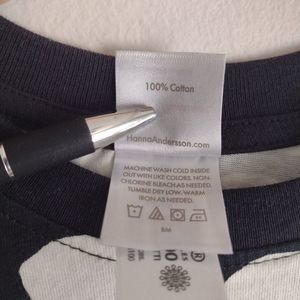 100% Cotton
HannaAndersson.com
MACHINE WASH COLD INSIDE
OUT WITH LIKE COLORS. NON-
CHLORINE BLEACH AS NEEDED.
TUMBLE DRY LOW. WARM
IRON AS NEEDED.